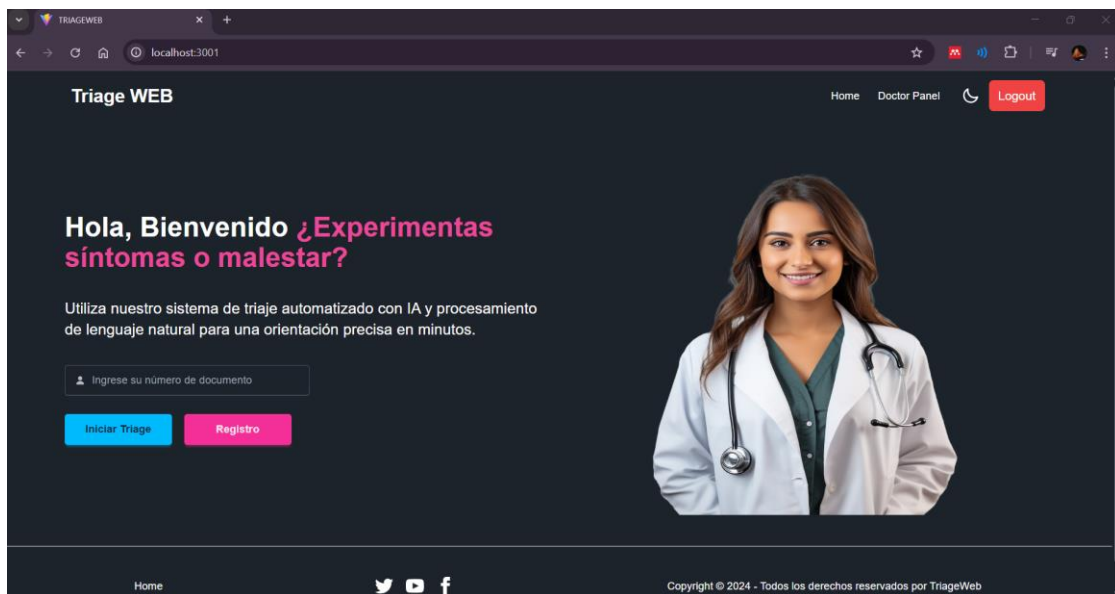 TRIAGEWEB
localhost:3001
Triage WEB
Home Doctor Panel Logout
Hola, Bienvenido ¿Experimentas
síntomas o malestar?
Utiliza nuestro sistema de triaje automatizado con IA y procesamiento
de lenguaje natural para una orientación precisa en minutos.
Ingrese su número de documento
Iniciar Triage Registro
Home Copyright © 2024 - Todos los derechos reservados por TriageWeb